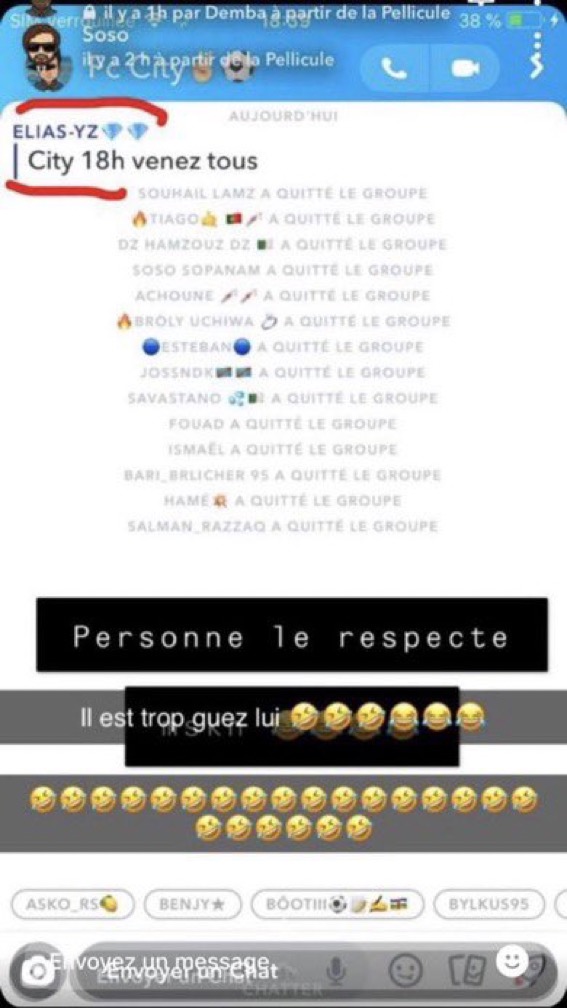 il y a 1h par Demba à partir de la Pellicule
38 %
Soso
il y a 2 h à partir de la Pellicule
Pc City✌🏼⚽
AUJOURD'HUI
ELIAS-YZ💎💎
City 18h venez tous
SOUHAIL LAMZ A QUITTÉ LE GROUPE
🔥TIAGO🤙🇵🇹 A QUITTÉ LE GROUPE
DZ HAMZOUZ DZ 🇩🇿 A QUITTÉ LE GROUPE
SOSO SOPANAM A QUITTÉ LE GROUPE
ACHOUNE A QUITTÉ LE GROUPE
🔥BROLY UCHIWA 💍 A QUITTÉ LE GROUPE
🔵ESTEBAN🔵 A QUITTÉ LE GROUPE
JOSSNDK🇨🇩🇨🇩 A QUITTÉ LE GROUPE
SAVASTANO 💦🇩🇿 A QUITTÉ LE GROUPE
FOUAD A QUITTÉ LE GROUPE
ISMAËL A QUITTÉ LE GROUPE
BARI_BRLICHER 95 A QUITTÉ LE GROUPE
HAMÉ💥 A QUITTÉ LE GROUPE
SALMAN_RAZZAQ A QUITTÉ LE GROUPE
Personne le respecte
Il est trop guez lui 🤣🤣🤣😂😂😂
🤣🤣🤣🤣🤣🤣🤣🤣🤣🤣🤣🤣🤣🤣🤣🤣🤣
🤣🤣🤣🤣🤣🤣
ASKO_RS🍋 BENJY★ BÔOTIII⚽📝✍🇨🇫 BYLKUS95
Envoyez un message
Envoyer un Chat
CHATTER